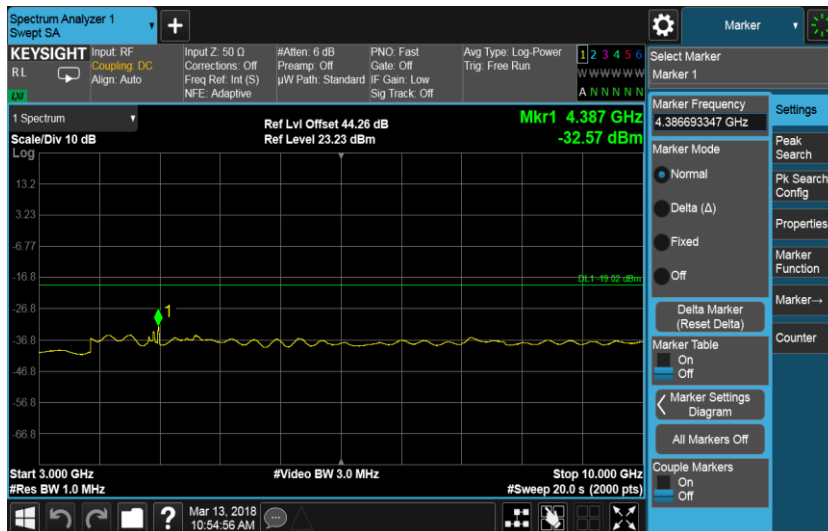 Spectrum Analyzer 1
Swept SA
Marker
KEYSIGHT
R L
LXI
Input: RF
Coupling: DC
Align: Auto
Input Z: 50 Ω
Corrections: Off
Freq Ref: Int (S)
NFE: Adaptive
#Atten: 6 dB
Preamp: Off
µW Path: Standard
PNO: Fast
Gate: Off
IF Gain: Low
Sig Track: Off
Avg Type: Log-Power
Trig: Free Run
1 2 3 4 5 6
W W W W W W
A N N N N N
Select Marker
Marker 1
1 Spectrum
Scale/Div 10 dB
Log
Ref Lvl Offset 44.26 dB
Ref Level 23.23 dBm
Mkr1 4.387 GHz
-32.57 dBm
13.2
3.23
-6.77
-16.8
-26.8
-36.8
-46.8
-56.8
-66.8
DL1 -19.02 dBm
1
Start 3.000 GHz
#Res BW 1.0 MHz
#Video BW 3.0 MHz
Stop 10.000 GHz
#Sweep 20.0 s (2000 pts)
Marker Frequency
4.386693347 GHz
Marker Mode
Normal
Delta (Δ)
Fixed
Off
Delta Marker
(Reset Delta)
Marker Table
On
Off
Marker Settings
Diagram
All Markers Off
Couple Markers
On
Off
Settings
Peak
Search
Pk Search
Config
Properties
Marker
Function
Marker→
Counter
?
Mar 13, 2018
10:54:56 AM